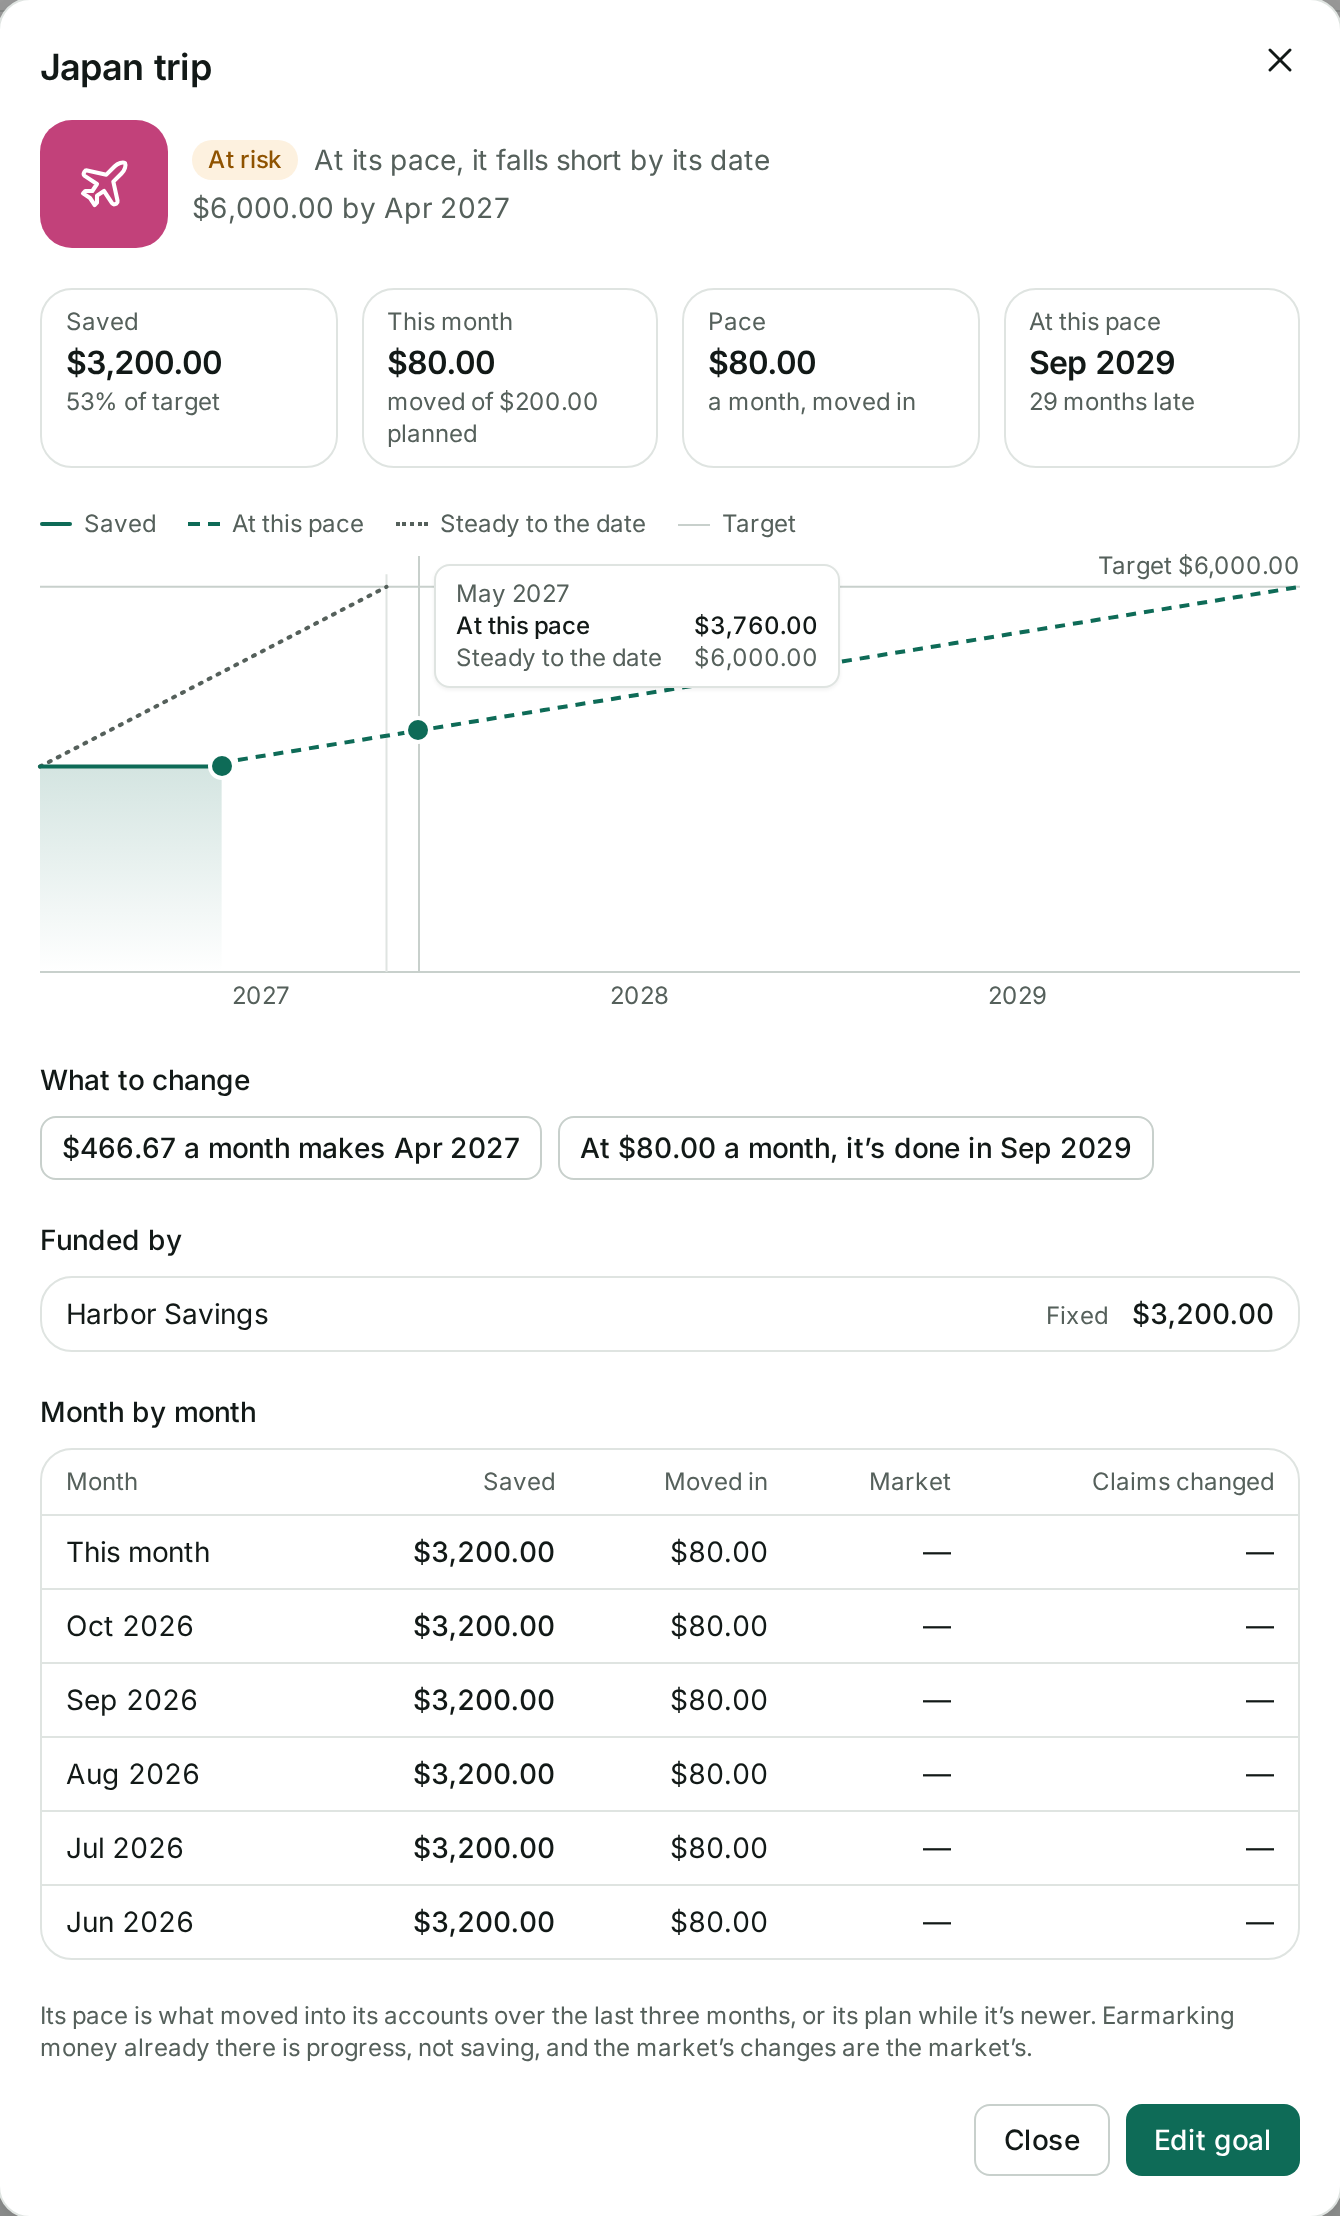 Japan trip
At risk At its pace, it falls short by its date
$6,000.00 by Apr 2027
Saved
$3,200.00
53% of target
This month
$80.00
moved of $200.00
planned
Pace
$80.00
a month, moved in
At this pace
Sep 2029
29 months late
Saved At this pace Steady to the date Target
Target $6,000.00
May 2027
At this pace $3,760.00
Steady to the date $6,000.00
2027 2028 2029
What to change
$466.67 a month makes Apr 2027
At $80.00 a month, it’s done in Sep 2029
Funded by
Harbor Savings Fixed $3,200.00
Month by month
Month Saved Moved in Market Claims changed
This month $3,200.00 $80.00 — —
Oct 2026 $3,200.00 $80.00 — —
Sep 2026 $3,200.00 $80.00 — —
Aug 2026 $3,200.00 $80.00 — —
Jul 2026 $3,200.00 $80.00 — —
Jun 2026 $3,200.00 $80.00 — —
Its pace is what moved into its accounts over the last three months, or its plan while it’s newer. Earmarking
money already there is progress, not saving, and the market’s changes are the market’s.
Close
Edit goal